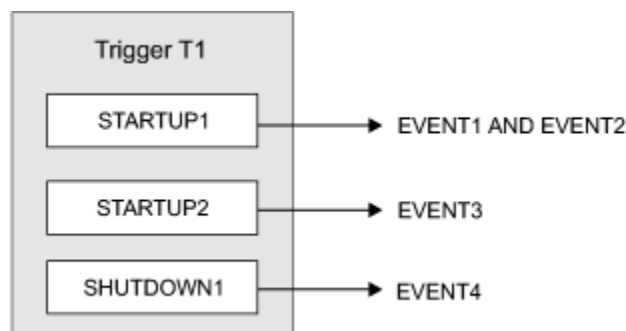 Trigger T1
STARTUP1
EVENT1 AND EVENT2
STARTUP2
EVENT3
SHUTDOWN1
EVENT4